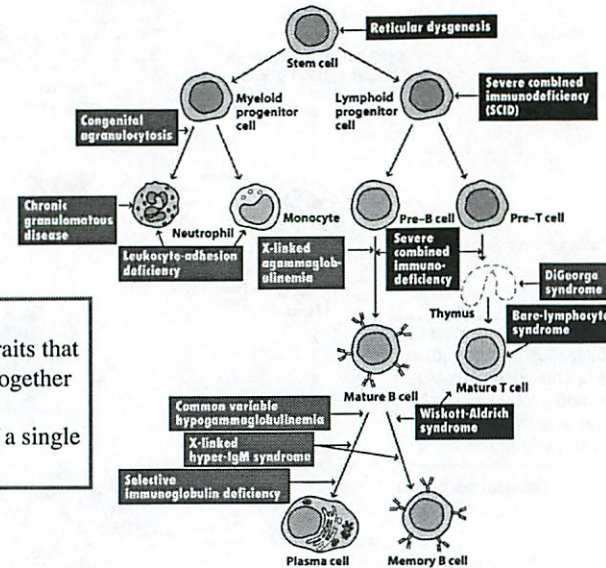 Reticular dysgenesis
Stem cell
Myeloid
progenitor
cell
Lymphoid
progenitor
cell
Severe combined
immunodeficiency
(SCID)
Congenital
agranulocytosis
Chronic
granulomatous
disease
Neutrophil
Monocyte
Pre–B cell
Pre–T cell
Leukocyte-adhesion
deficiency
X-linked
agammaglob-
ulinemia
Severe
combined
immuno-
deficiency
DiGeorge
syndrome
Thymus
Bare-lymphocyte
syndrome
raits that
ogether
a single
Mature B cell
Mature T cell
Common variable
hypogammaglobulinemia
Wiskott-Aldrich
syndrome
X-linked
hyper-IgM syndrome
Selective
immunoglobulin deficiency
Plasma cell
Memory B cell